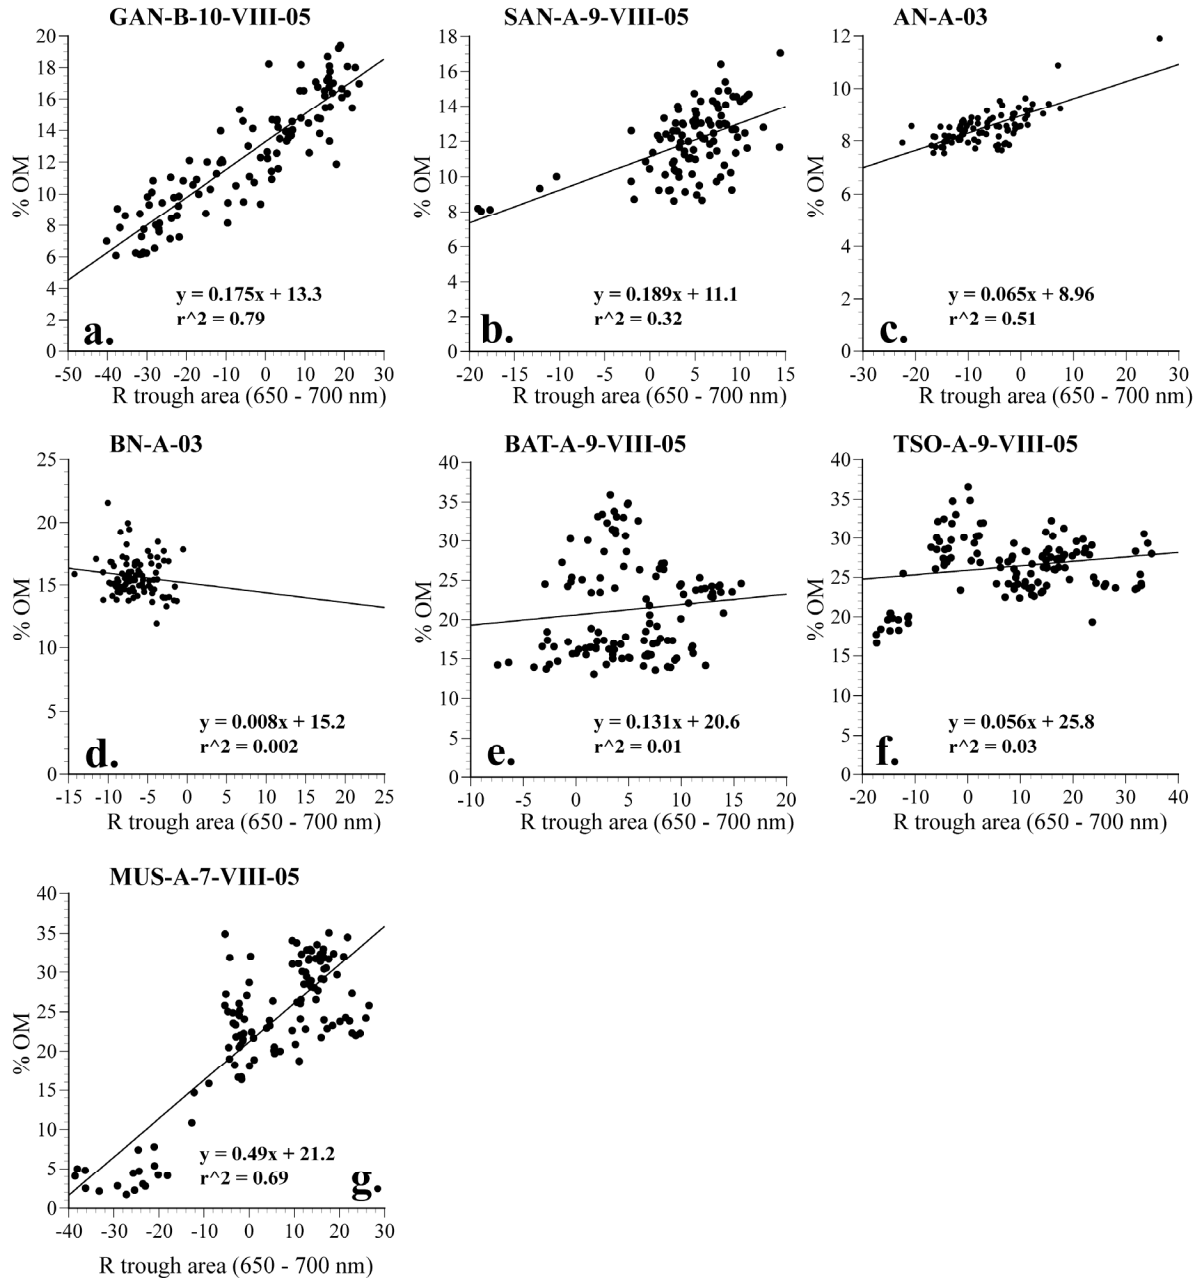 GAN-B-10-VIII-05
20
18
16
14
12
10
8
6
4
2
0
% OM
y = 0.175x + 13.3
r^2 = 0.79
a.
-50 -40 -30 -20 -10 0 10 20 30
R trough area (650 - 700 nm)
SAN-A-9-VIII-05
18
16
14
12
10
8
6
4
2
0
% OM
y = 0.189x + 11.1
r^2 = 0.32
b.
-20 -15 -10 -5 0 5 10 15
R trough area (650 - 700 nm)
AN-A-03
12
10
8
6
4
2
0
% OM
y = 0.065x + 8.96
r^2 = 0.51
c.
-30 -20 -10 0 10 20 30
R trough area (650 - 700 nm)
BN-A-03
25
20
15
10
5
0
% OM
y = 0.008x + 15.2
r^2 = 0.002
d.
-15 -10 -5 0 5 10 15 20 25
R trough area (650 - 700 nm)
BAT-A-9-VIII-05
40
35
30
25
20
15
10
5
0
% OM
y = 0.131x + 20.6
r^2 = 0.01
e.
-10 -5 0 5 10 15 20
R trough area (650 - 700 nm)
TSO-A-9-VIII-05
40
35
30
25
20
15
10
5
0
% OM
y = 0.056x + 25.8
r^2 = 0.03
f.
-20 -10 0 10 20 30 40
R trough area (650 - 700 nm)
MUS-A-7-VIII-05
40
35
30
25
20
15
10
5
0
% OM
y = 0.49x + 21.2
r^2 = 0.69
g.
-40 -30 -20 -10 0 10 20 30
R trough area (650 - 700 nm)